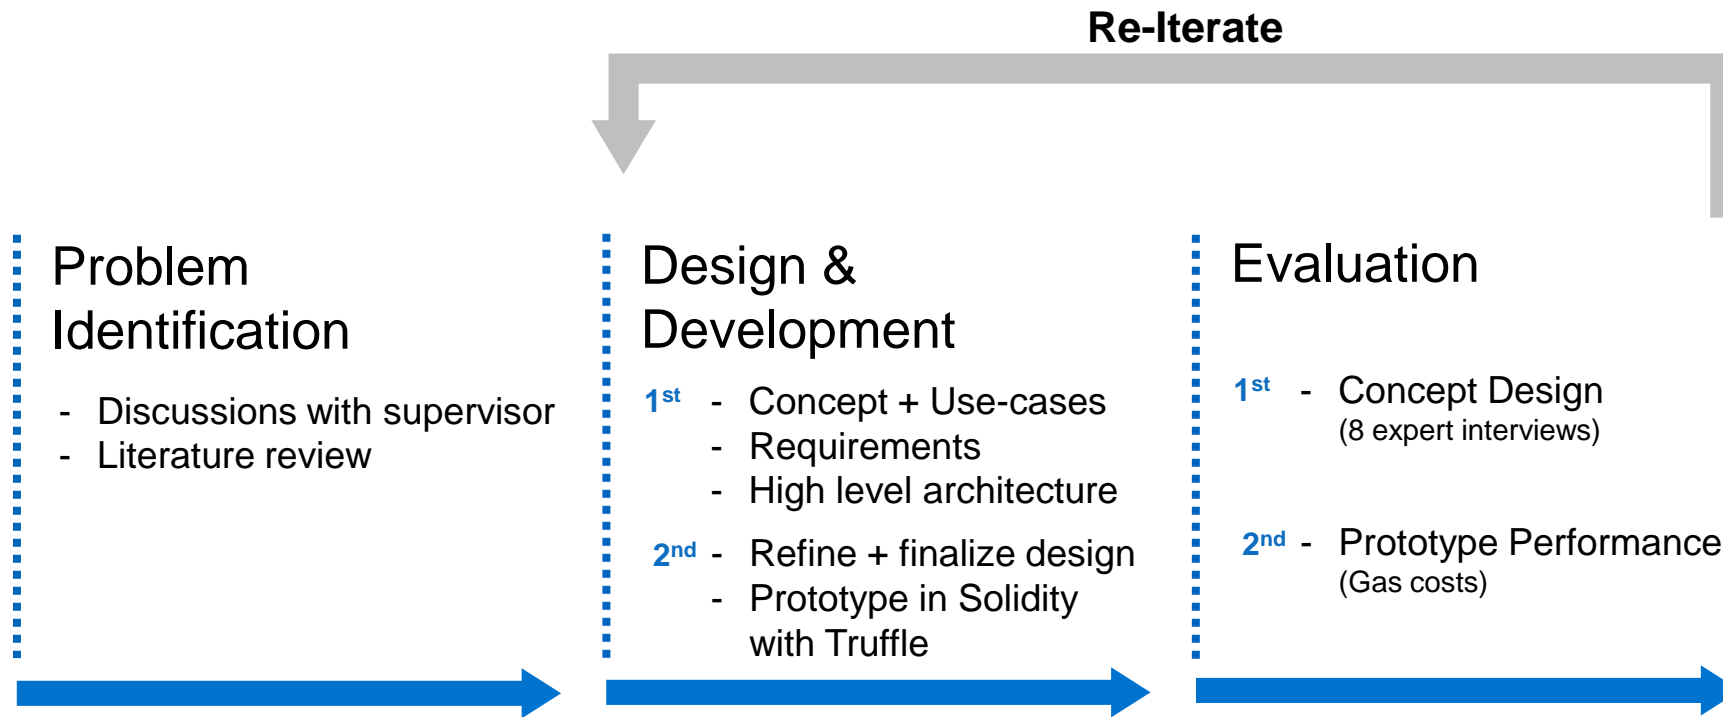 Re-Iterate
Problem
Identification
- Discussions with supervisor
- Literature review
Design &
Development
1st - Concept + Use-cases
- Requirements
- High level architecture
2nd - Refine + finalize design
- Prototype in Solidity
with Truffle
Evaluation
1st - Concept Design
(8 expert interviews)
2nd - Prototype Performance
(Gas costs)